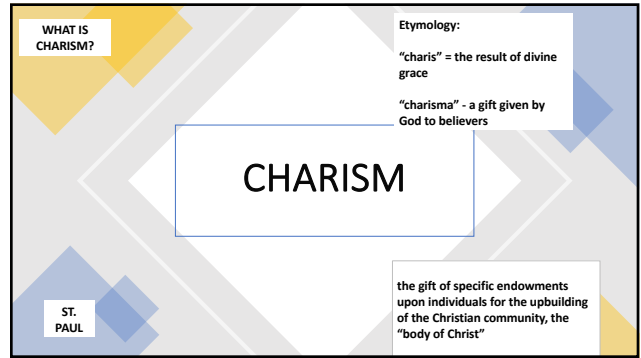 WHAT IS
CHARISM?
Etymology:
“charis” = the result of divine
grace
“charisma” - a gift given by
God to believers
CHARISM
ST.
PAUL
the gift of specific endowments
upon individuals for the upbuilding
of the Christian community, the
“body of Christ”